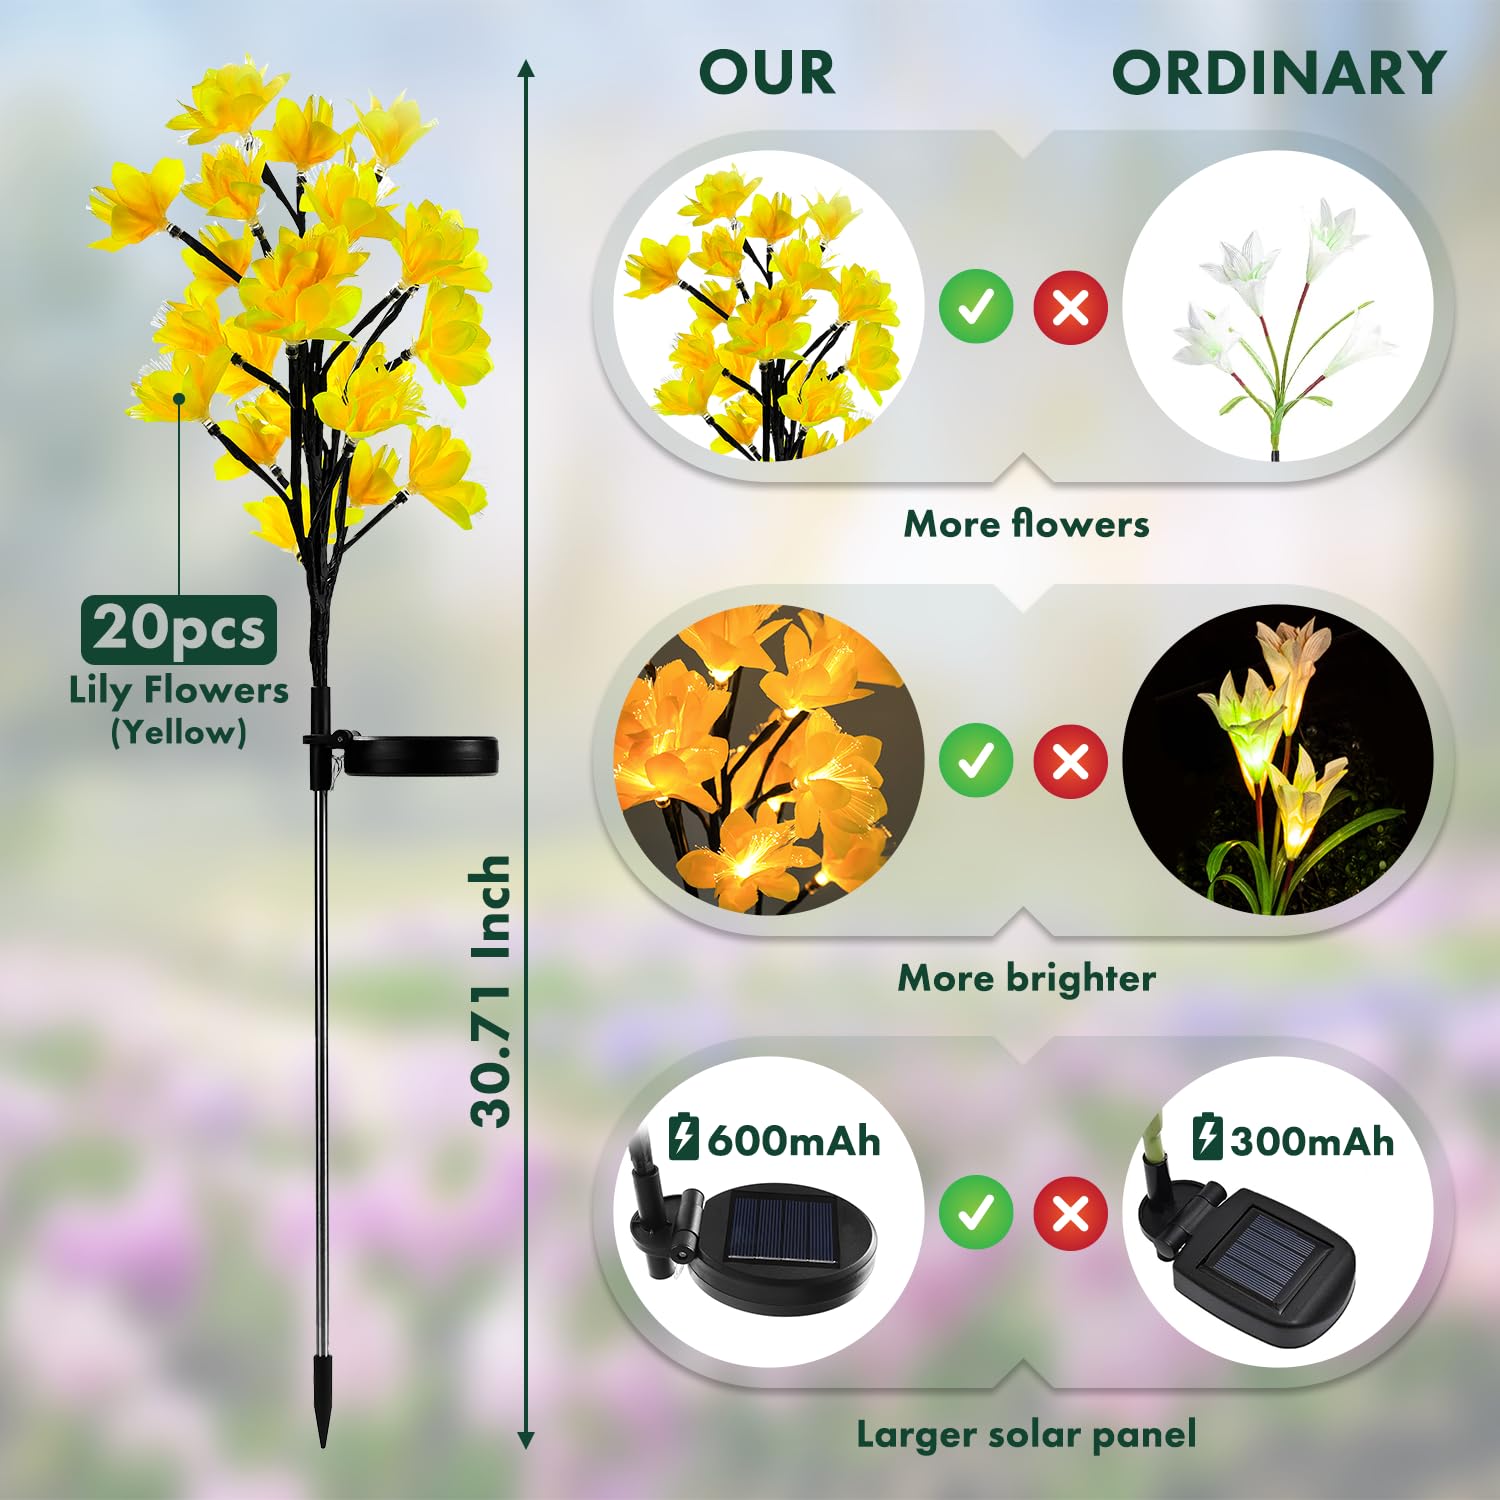 OUR
ORDINARY
More flowers
20pcs
Lily Flowers
(Yellow)
30.71 Inch
More brighter
600mAh
300mAh
Larger solar panel